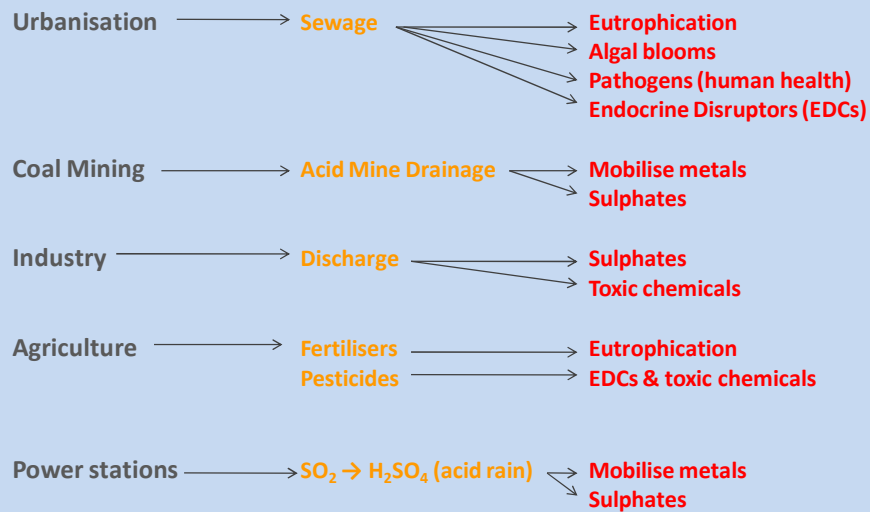 Urbanisation → Sewage → Eutrophication
Algal blooms
Pathogens (human health)
Endocrine Disruptors (EDCs)
Coal Mining → Acid Mine Drainage → Mobilise metals
Sulphates
Industry → Discharge → Sulphates
Toxic chemicals
Agriculture → Fertilisers → Eutrophication
Pesticides → EDCs & toxic chemicals
Power stations → SO₂ → H₂SO₄ (acid rain) → Mobilise metals
Sulphates